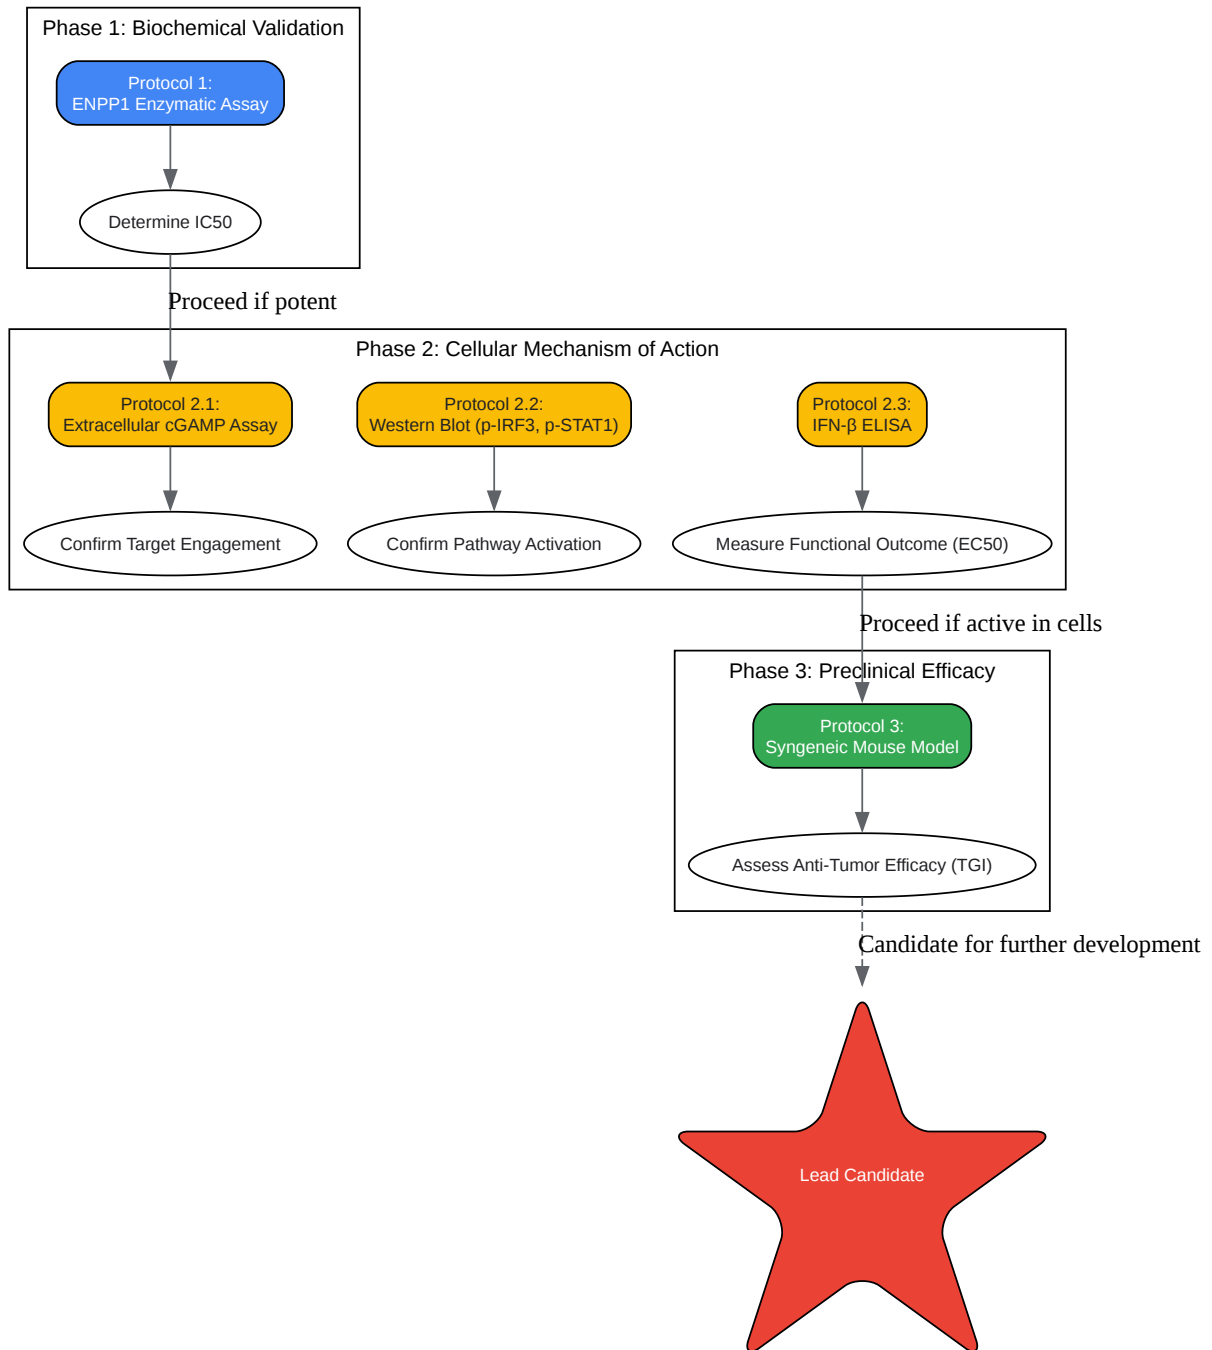 Phase 1: Biochemical Validation
Protocol 1:
ENPP1 Enzymatic Assay
Determine IC50
Proceed if potent
Phase 2: Cellular Mechanism of Action
Protocol 2.1:
Extracellular cGAMP Assay
Protocol 2.2:
Western Blot (p-IRF3, p-STAT1)
Protocol 2.3:
IFN-β ELISA
Confirm Target Engagement
Confirm Pathway Activation
Measure Functional Outcome (EC50)
Proceed if active in cells
Phase 3: Preclinical Efficacy
Protocol 3:
Syngeneic Mouse Model
Assess Anti-Tumor Efficacy (TGI)
Candidate for further development
Lead Candidate